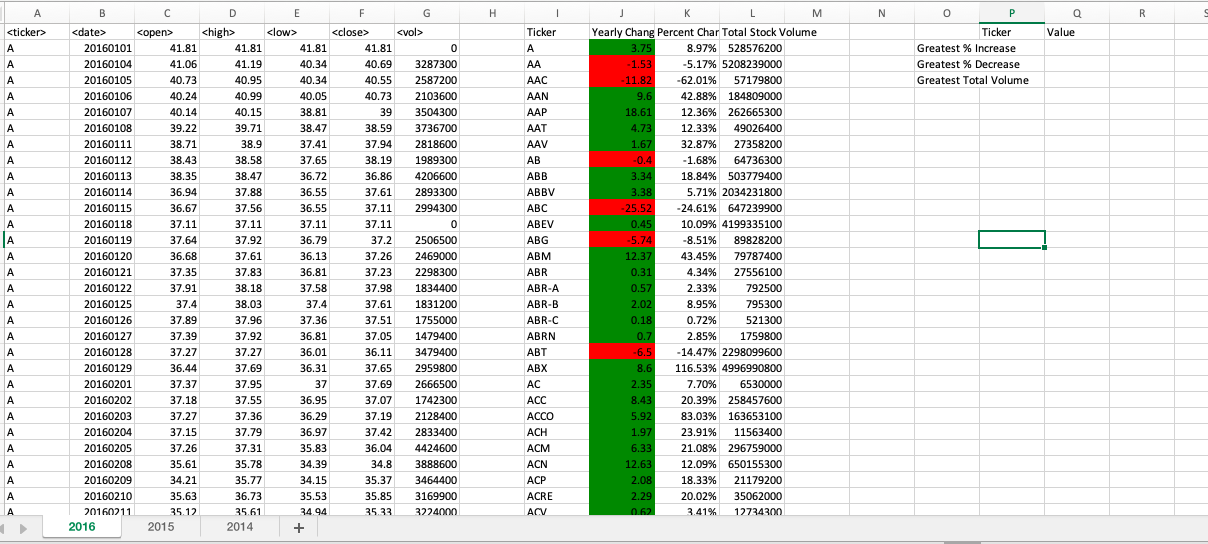 A B C D E F G H I J K L M N O P Q R S
<ticker> <date> <open> <high> <low> <close> <vol> Ticker Yearly Chang Percent Char Total Stock Volume Ticker Value
A 20160101 41.81 41.81 41.81 41.81 0 A 3.75 8.97% 528576200 Greatest % Increase
A 20160104 41.06 41.19 40.34 40.69 3287300 AA -1.53 -5.17% 5208239000 Greatest % Decrease
A 20160105 40.73 40.95 40.34 40.55 2587200 AAC -11.82 -62.01% 57179800 Greatest Total Volume
A 20160106 40.24 40.99 40.05 40.73 2103600 AAN 9.6 42.88% 184809000
A 20160107 40.14 40.15 38.81 39 3504300 AAP 18.61 12.36% 262665300
A 20160108 39.22 39.71 38.47 38.59 3736700 AAT 4.73 12.33% 49026400
A 20160111 38.71 38.9 37.41 37.94 2818600 AAV 1.67 32.87% 27358200
A 20160112 38.43 38.58 37.65 38.19 1989300 AB -0.4 -1.68% 64736300
A 20160113 38.35 38.47 36.72 36.86 4206600 ABB 3.34 18.84% 503779400
A 20160114 36.94 37.88 36.55 37.61 2893300 ABBV 3.38 5.71% 2034231800
A 20160115 36.67 37.56 36.55 37.11 2994300 ABC -25.52 -24.61% 647239900
A 20160118 37.11 37.11 37.11 37.11 0 ABEV 0.45 10.09% 4199335100
A 20160119 37.64 37.92 36.79 37.2 2506500 ABG -5.74 -8.51% 89828200
A 20160120 36.68 37.61 36.13 37.26 2469000 ABM 12.37 43.45% 79787400
A 20160121 37.35 37.83 36.81 37.23 2298300 ABR 0.31 4.34% 27556100
A 20160122 37.91 38.18 37.58 37.98 1834400 ABR-A 0.57 2.33% 792500
A 20160125 37.4 38.03 37.4 37.61 1831200 ABR-B 2.02 8.95% 795300
A 20160126 37.89 37.96 37.36 37.51 1755000 ABR-C 0.18 0.72% 521300
A 20160127 37.39 37.92 36.81 37.05 1479400 ABRN 0.7 2.85% 1759800
A 20160128 37.27 37.27 36.01 36.11 3479400 ABT -6.5 -14.47% 2298099600
A 20160129 36.44 37.69 36.31 37.65 2959800 ABX 8.6 116.53% 4996990800
A 20160201 37.37 37.95 37 37.69 2666500 AC 2.35 7.70% 6530000
A 20160202 37.18 37.55 36.95 37.07 1742300 ACC 8.43 20.39% 258457600
A 20160203 37.27 37.36 36.29 37.19 2128400 ACCO 5.92 83.03% 163653100
A 20160204 37.15 37.79 36.97 37.42 2833400 ACH 1.97 23.91% 11563400
A 20160205 37.26 37.31 35.83 36.04 4424600 ACM 6.33 21.08% 296759000
A 20160208 35.61 35.78 34.39 34.8 3888600 ACN 12.63 12.09% 650155300
A 20160209 34.21 35.77 34.15 35.37 3464400 ACP 2.08 18.33% 21179200
A 20160210 35.63 36.73 35.53 35.85 3169900 ACRE 2.29 20.02% 35062000
A 20160211 35.12 35.61 34.94 35.33 3224000 ACV 0.62 3.41% 12734300
2016 2015 2014 +